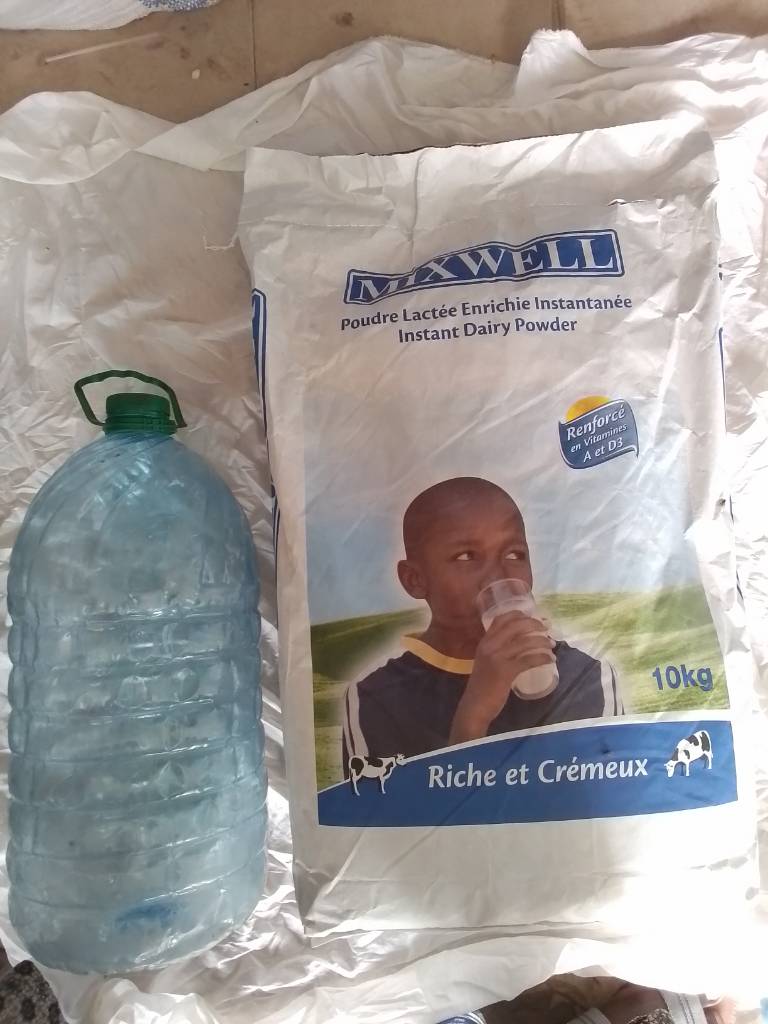 MIXWELL
Poudre Lactée Enrichie Instantanée
Instant Dairy Powder
Renforcé
en Vitamines
A et D3
10kg
Riche et Crémeux